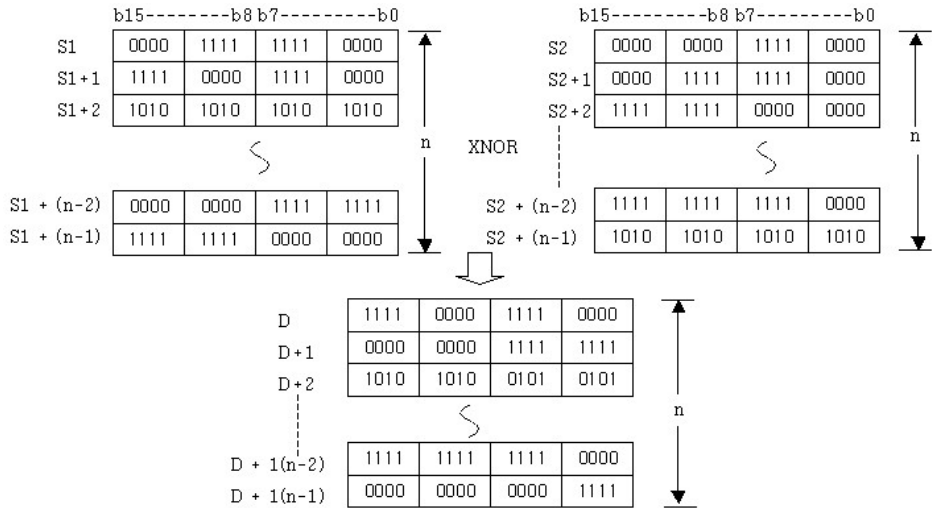 b15---------b8 b7---------b0
S1 0000 1111 1111 0000
S1+1 1111 0000 1111 0000
S1+2 1010 1010 1010 1010
S1 + (n-2) 0000 0000 1111 1111
S1 + (n-1) 1111 1111 0000 0000
n
XNOR
b15---------b8 b7---------b0
S2 0000 0000 1111 0000
S2+1 0000 1111 1111 0000
S2+2 1111 1111 0000 0000
S2 + (n-2) 1111 1111 1111 0000
S2 + (n-1) 1010 1010 1010 1010
n
D 1111 0000 1111 0000
D+1 0000 0000 1111 1111
D+2 1010 1010 0101 0101
D + 1(n-2) 1111 1111 1111 0000
D + 1(n-1) 0000 0000 0000 1111
n